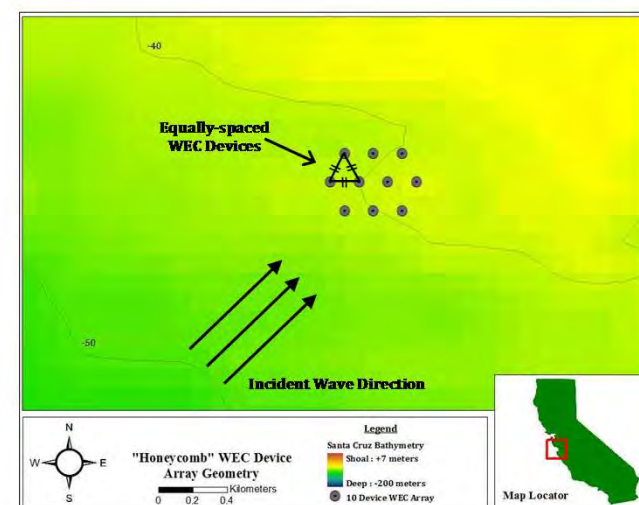 -40
Equally-spaced
WEC Devices
-50
Incident Wave Direction
N
W E
S
"Honeycomb" WEC Device
Array Geometry
Kilometers
0 0.2 0.4
Legend
Santa Cruz Bathymetry
Shoal : +7 meters
Deep : -200 meters
10 Device WEC Array
Map Locator